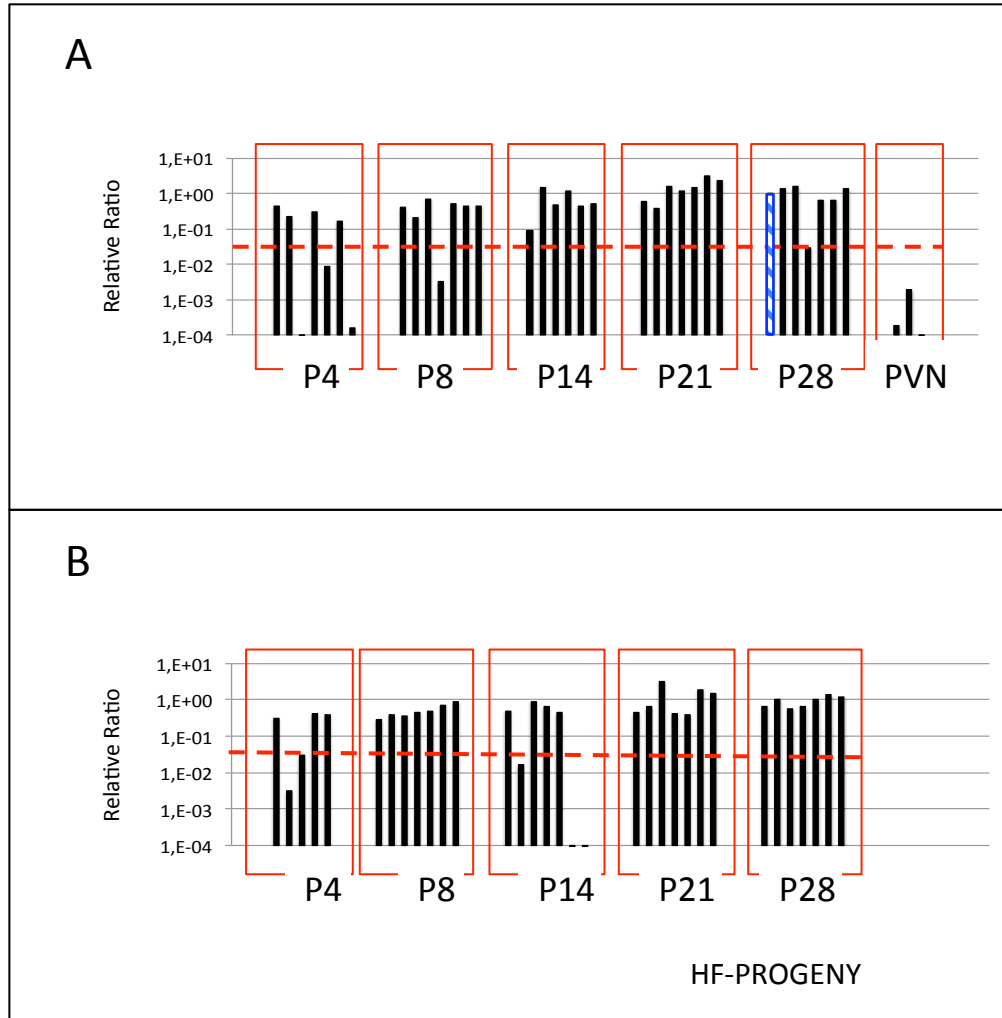 A
Relative Ratio
1,E+01
1,E+00
1,E-01
1,E-02
1,E-03
1,E-04
P4 P8 P14 P21 P28 PVN
B
Relative Ratio
1,E+01
1,E+00
1,E-01
1,E-02
1,E-03
1,E-04
P4 P8 P14 P21 P28
HF-PROGENY